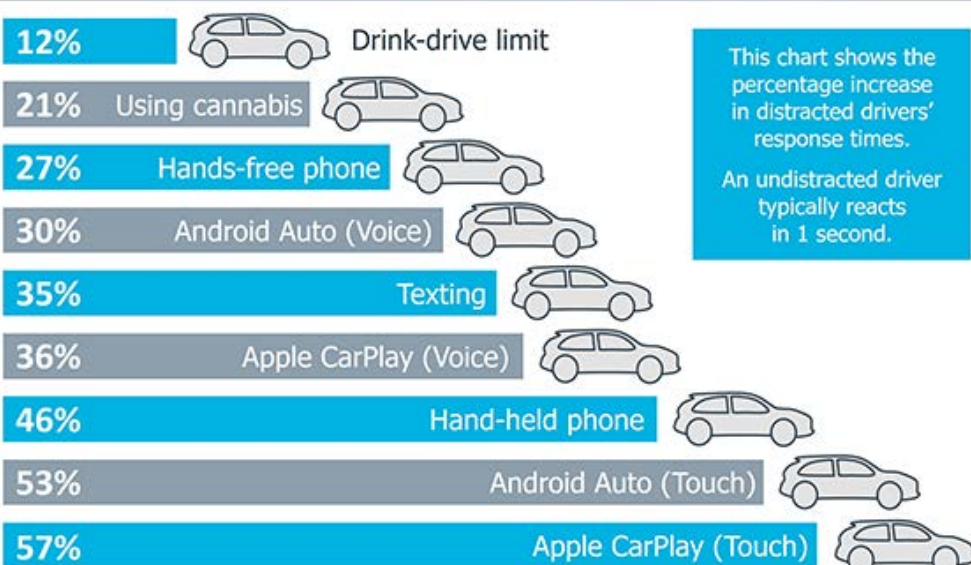 12% Drink-drive limit
21% Using cannabis
27% Hands-free phone
30% Android Auto (Voice)
35% Texting
36% Apple CarPlay (Voice)
46% Hand-held phone
53% Android Auto (Touch)
57% Apple CarPlay (Touch)
This chart shows the
percentage increase
in distracted drivers'
response times.
An undistracted driver
typically reacts
in 1 second.